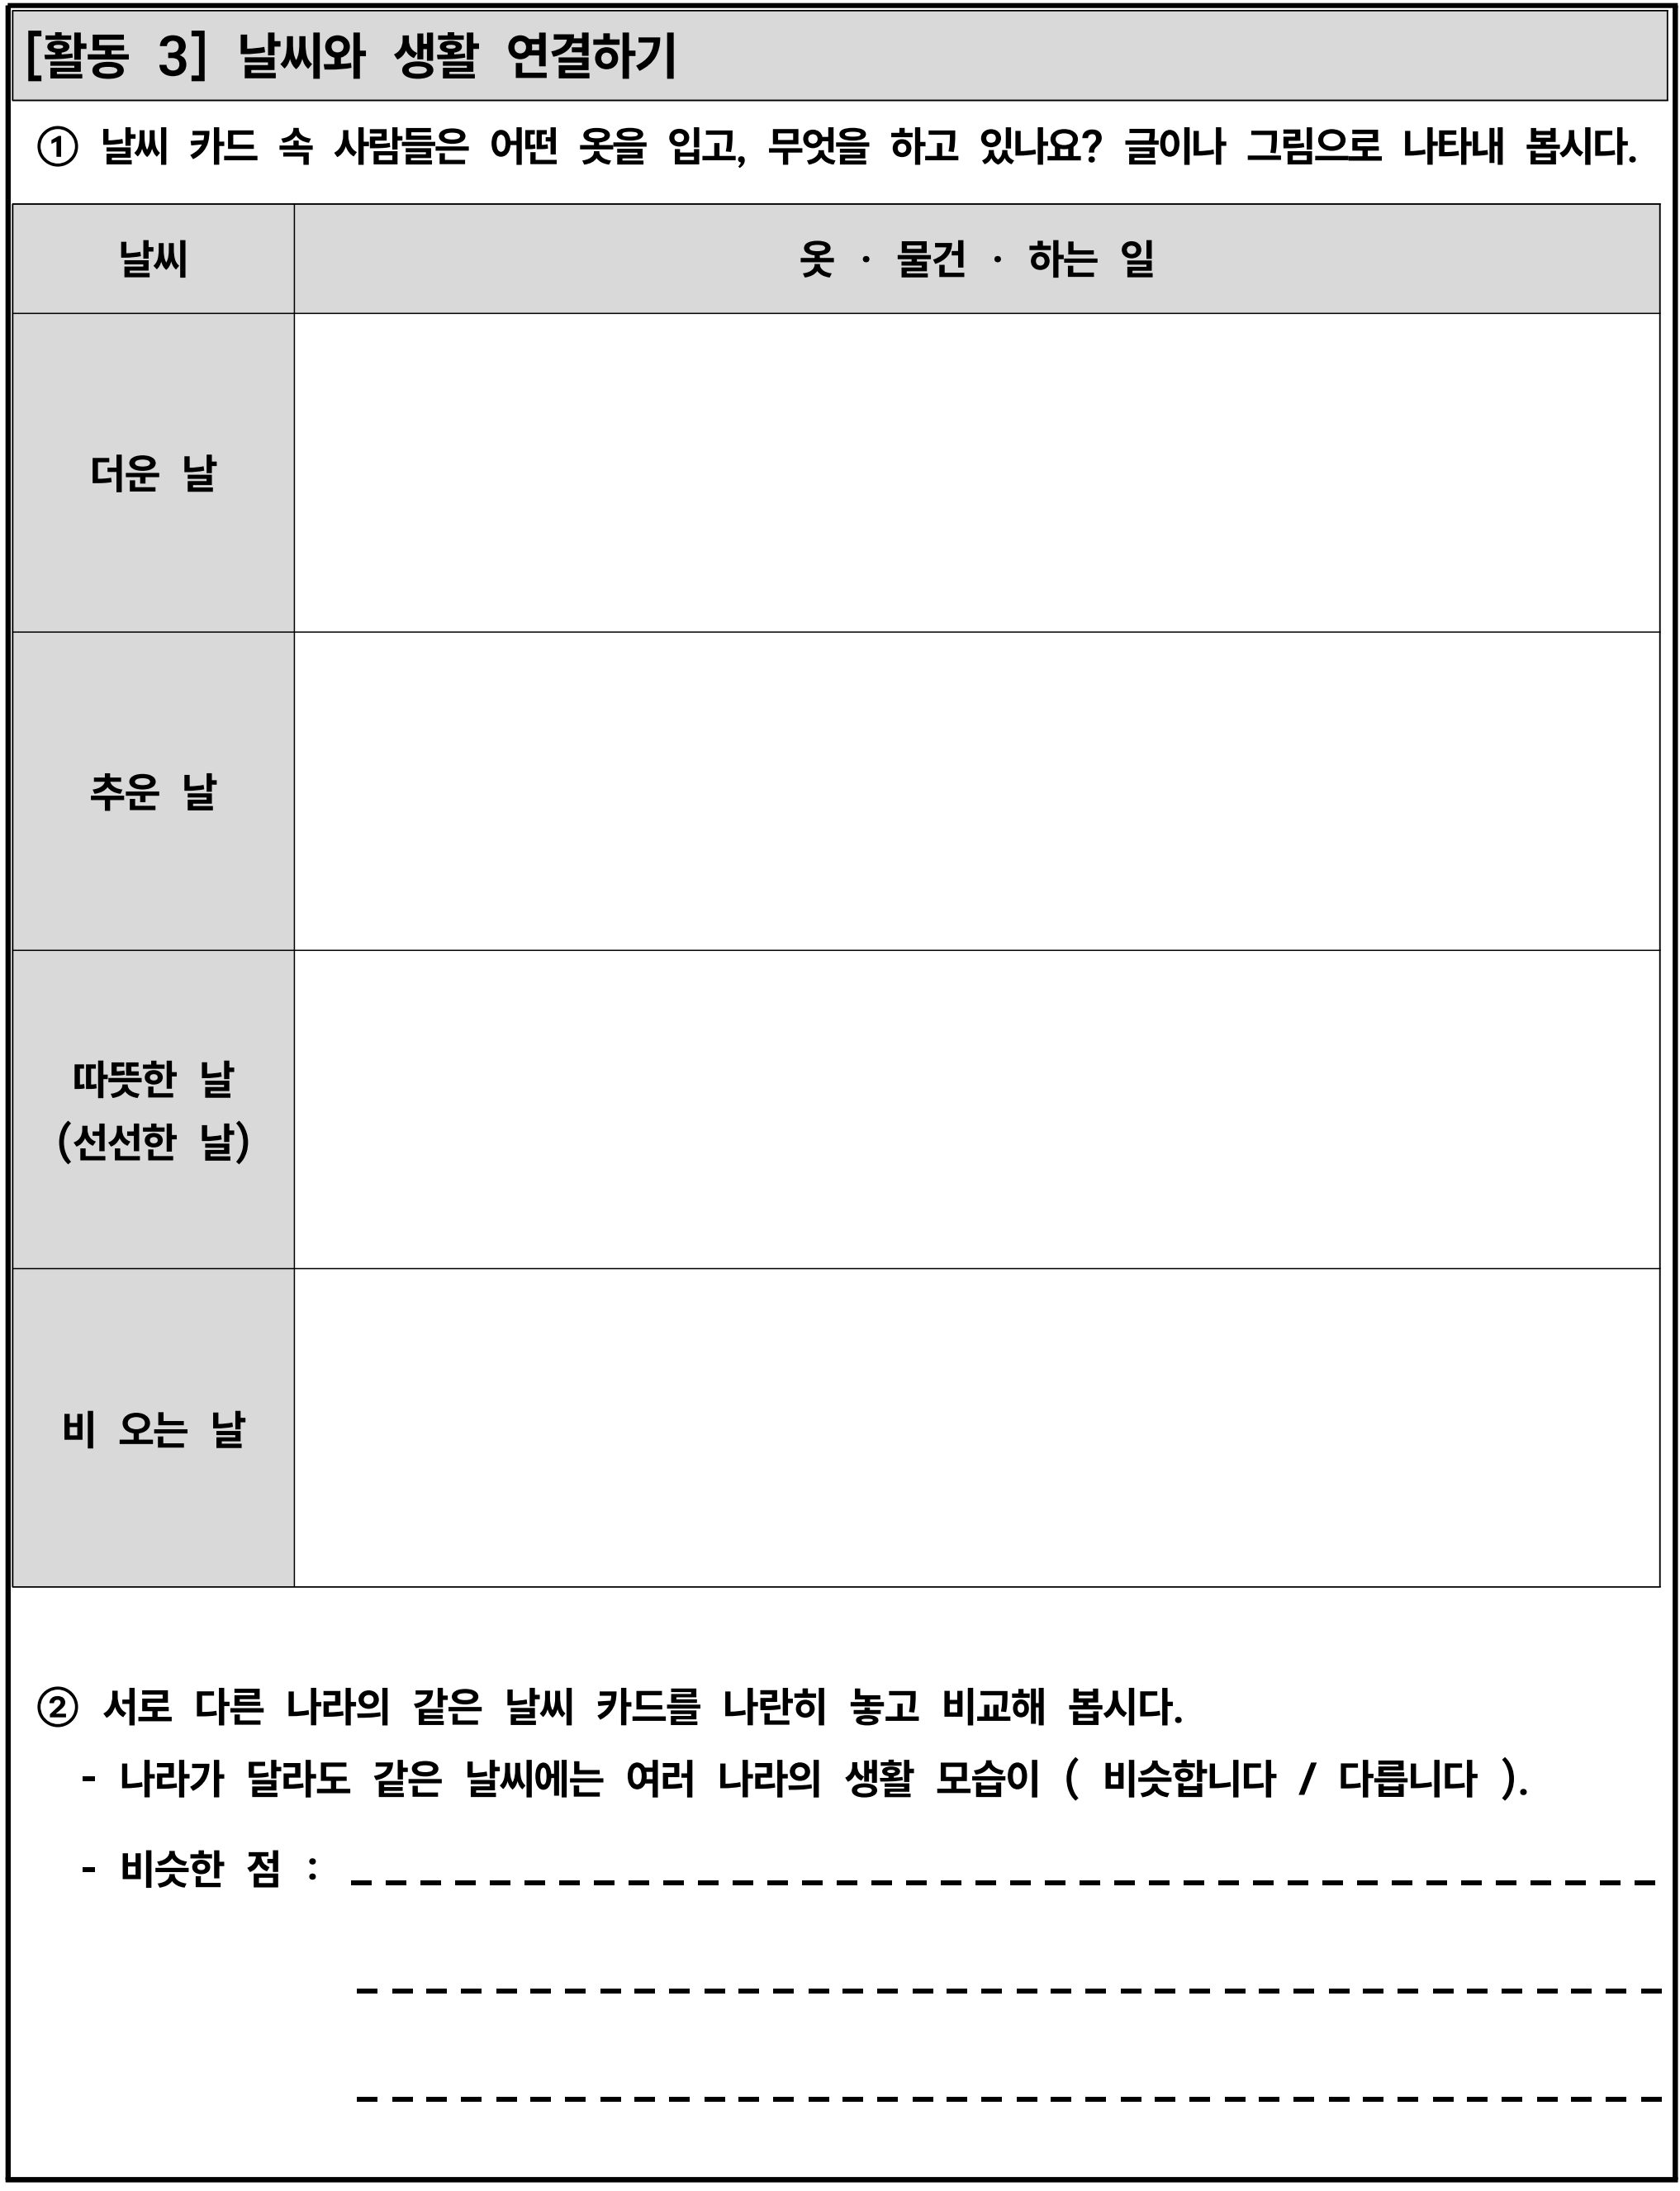 [활동 3] 날씨와 생활 연결하기
① 날씨 카드 속 사람들은 어떤 옷을 입고, 무엇을 하고 있나요? 글이나 그림으로 나타내 봅시다.
날씨
옷 · 물건 · 하는 일
더운 날
추운 날
따뜻한 날
(선선한 날)
비 오는 날
② 서로 다른 나라의 같은 날씨 카드를 나란히 놓고 비교해 봅시다.
- 나라가 달라도 같은 날씨에는 여러 나라의 생활 모습이 ( 비슷합니다 / 다릅니다 ).
- 비슷한 점 :